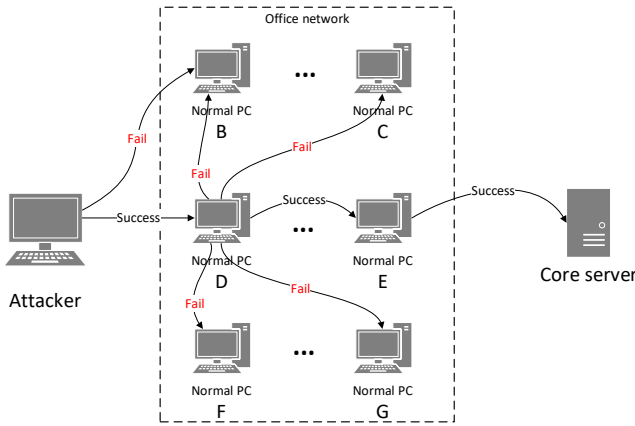 Office network
...
Normal PC
B
Normal PC
C
Fail
Fail
Fail
Success
Success
Success
...
Attacker
Normal PC
D
Normal PC
E
Core server
Fail
Fail
...
Normal PC
F
Normal PC
G